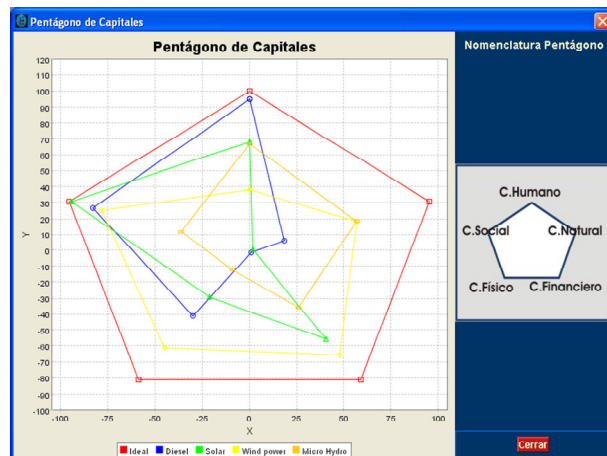 Pentágono de Capitales
Pentágono de Capitales
Nomenclatura Pentágono
120
110
100
90
80
70
60
50
40
30
20
10
0
-10
-20
-30
-40
-50
-60
-70
-80
-90
-100
Y
-100 -75 -50 -25 0 25 50 75 100
X
Ideal Diesel Solar Wind power Micro Hydro
C.Humano
C.Social C.Natural
C.Físico C.Financiero
Cerrar